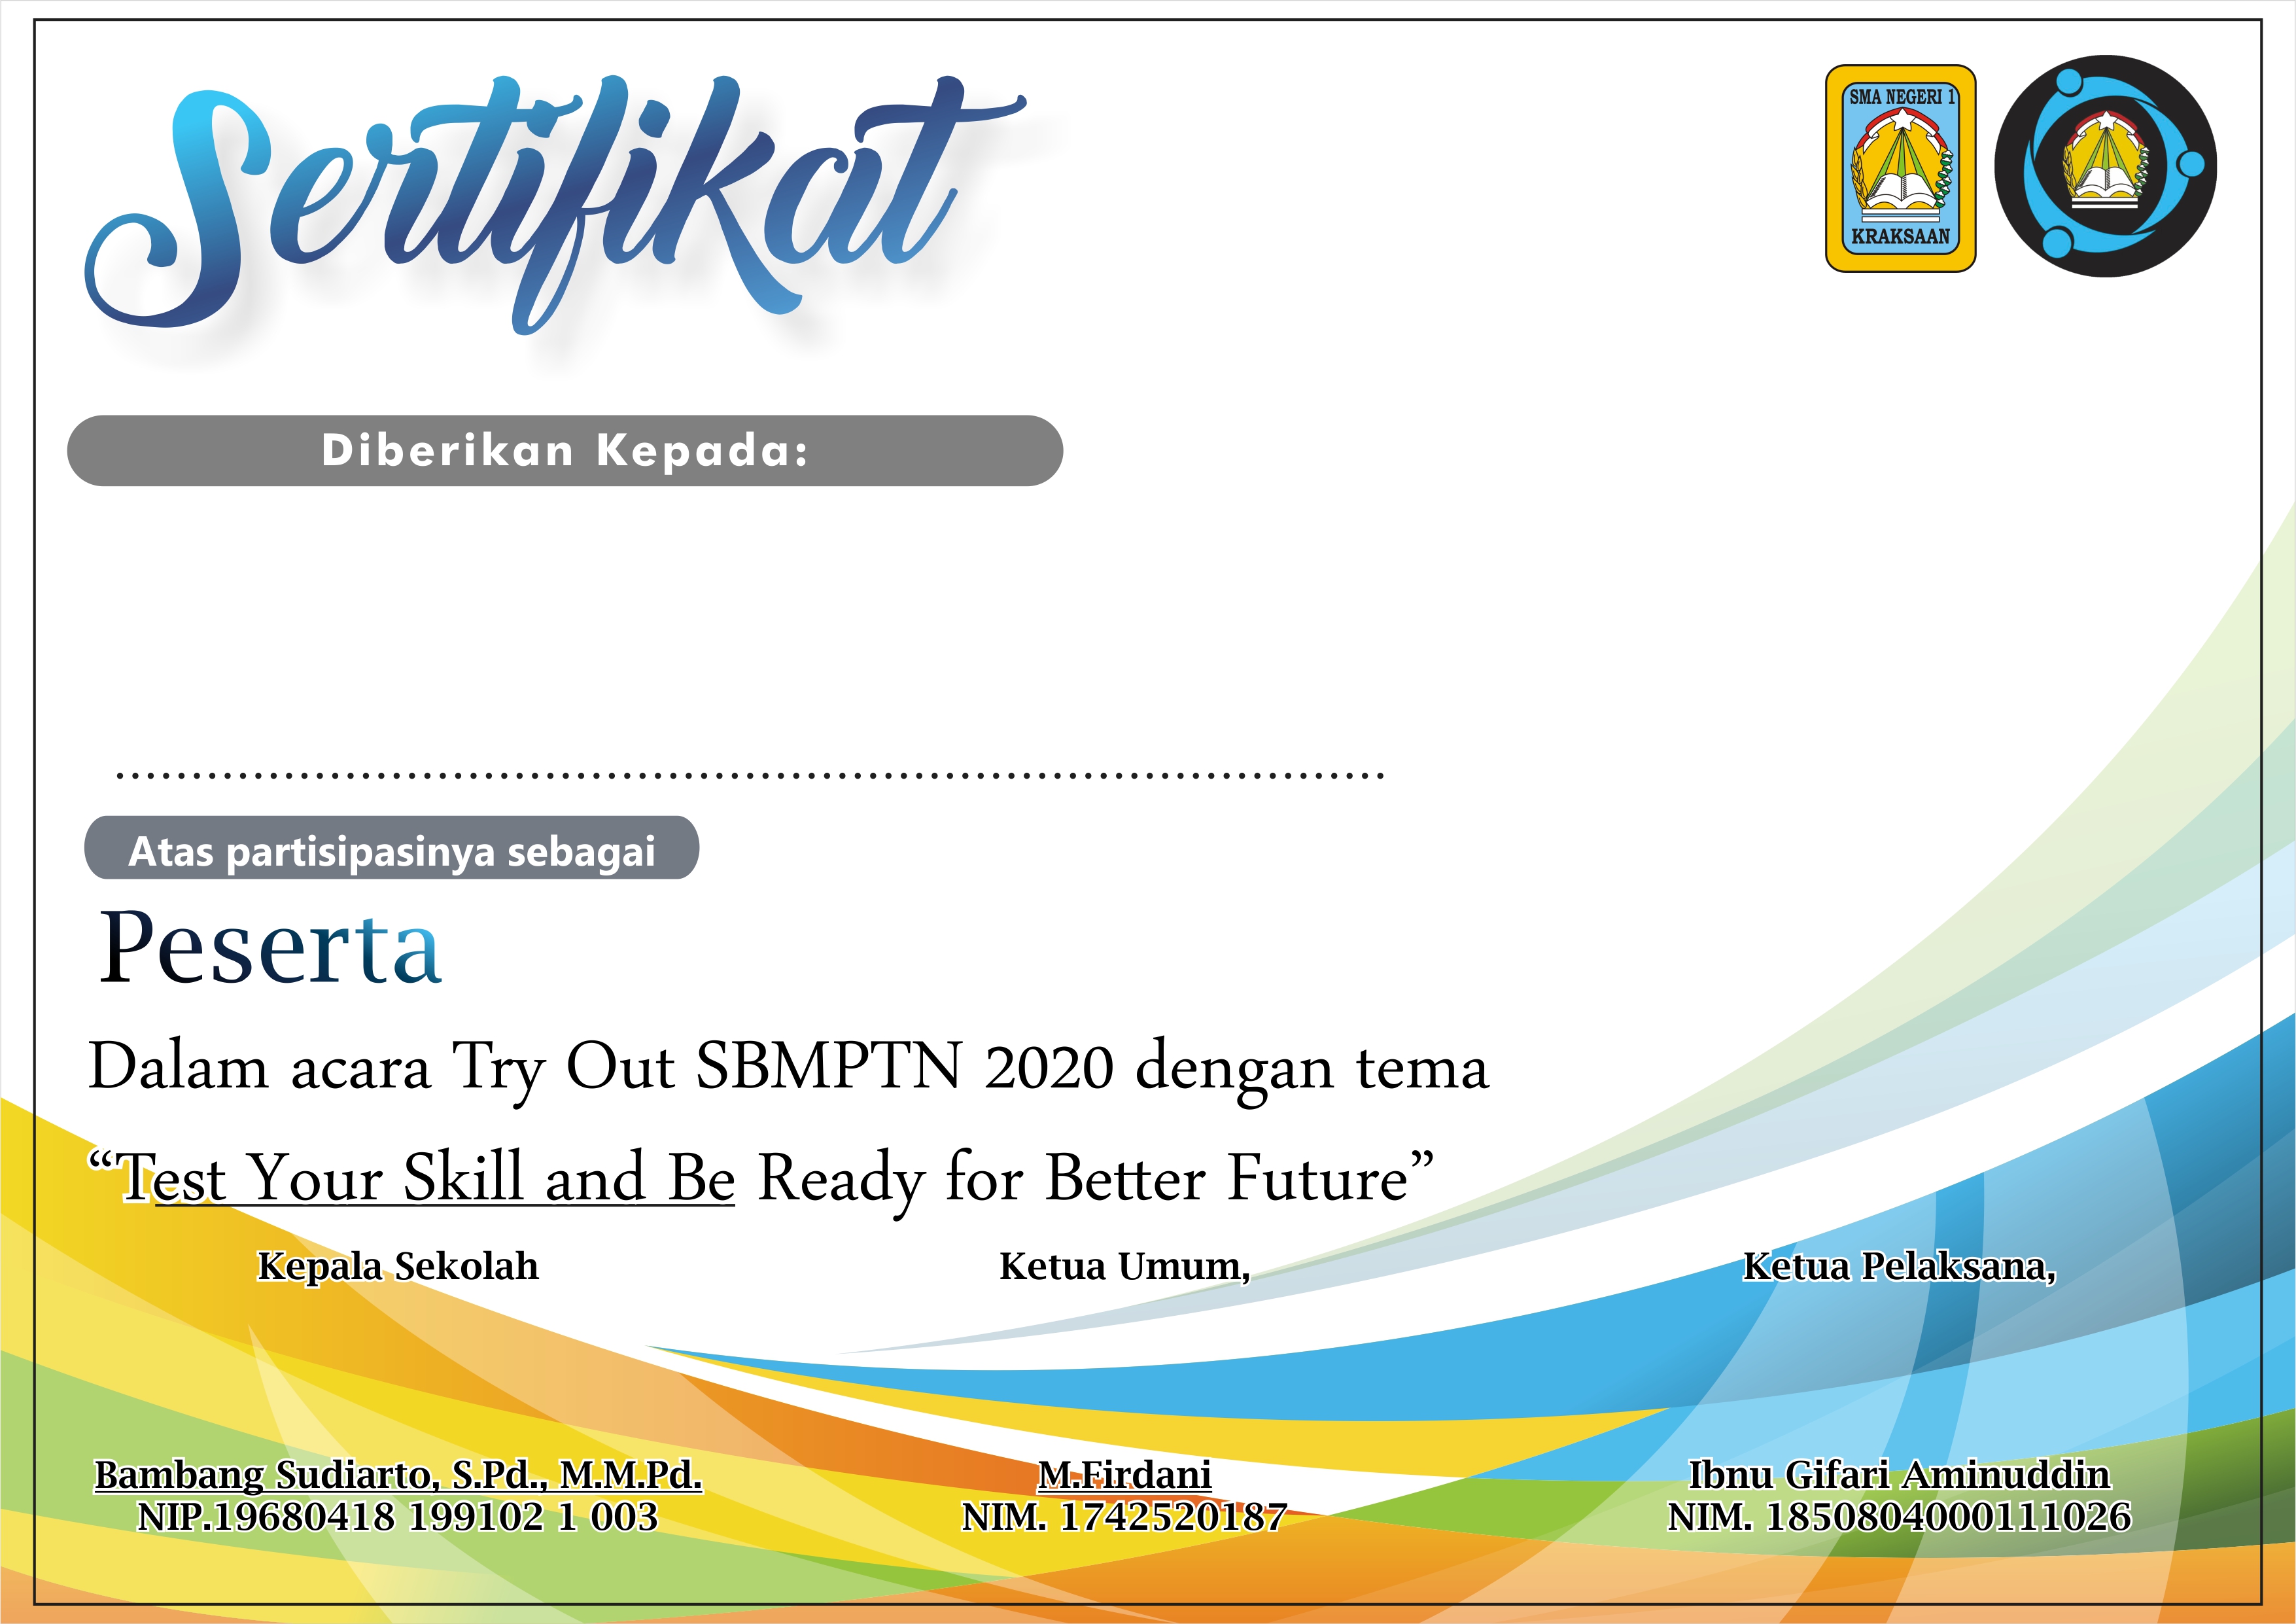 Sertifikat
SMA NEGERI 1
KRAKSAAN
Diberikan Kepada:
....................................................................................
Atas partisipasinya sebagai
Peserta
Dalam acara Try Out SBMPTN 2020 dengan tema
“Test Your Skill and Be Ready for Better Future”
Kepala Sekolah
Ketua Umum,
Ketua Pelaksana,
Bambang Sudiarto, S.Pd., M.M.Pd.
NIP.19680418 199102 1 003
M.Firdani
NIM. 1742520187
Ibnu Gifari Aminuddin
NIM. 1850804000111026